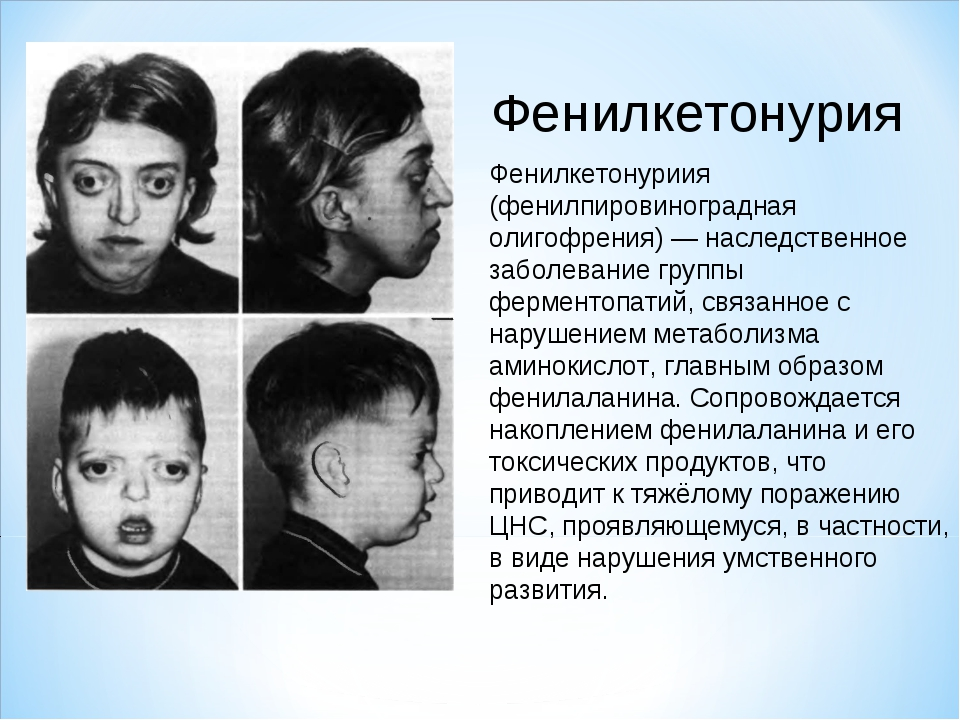 Фенилкетонурия
Фенилкетонуриия
(фенилпировиноградная
олигофрения) — наследственное
заболевание группы
ферментопатий, связанное с
нарушением метаболизма
аминокислот, главным образом
фенилаланина. Сопровождается
накоплением фенилаланина и его
токсических продуктов, что
приводит к тяжёлому поражению
ЦНС, проявляющемуся, в частности,
в виде нарушения умственного
развития.